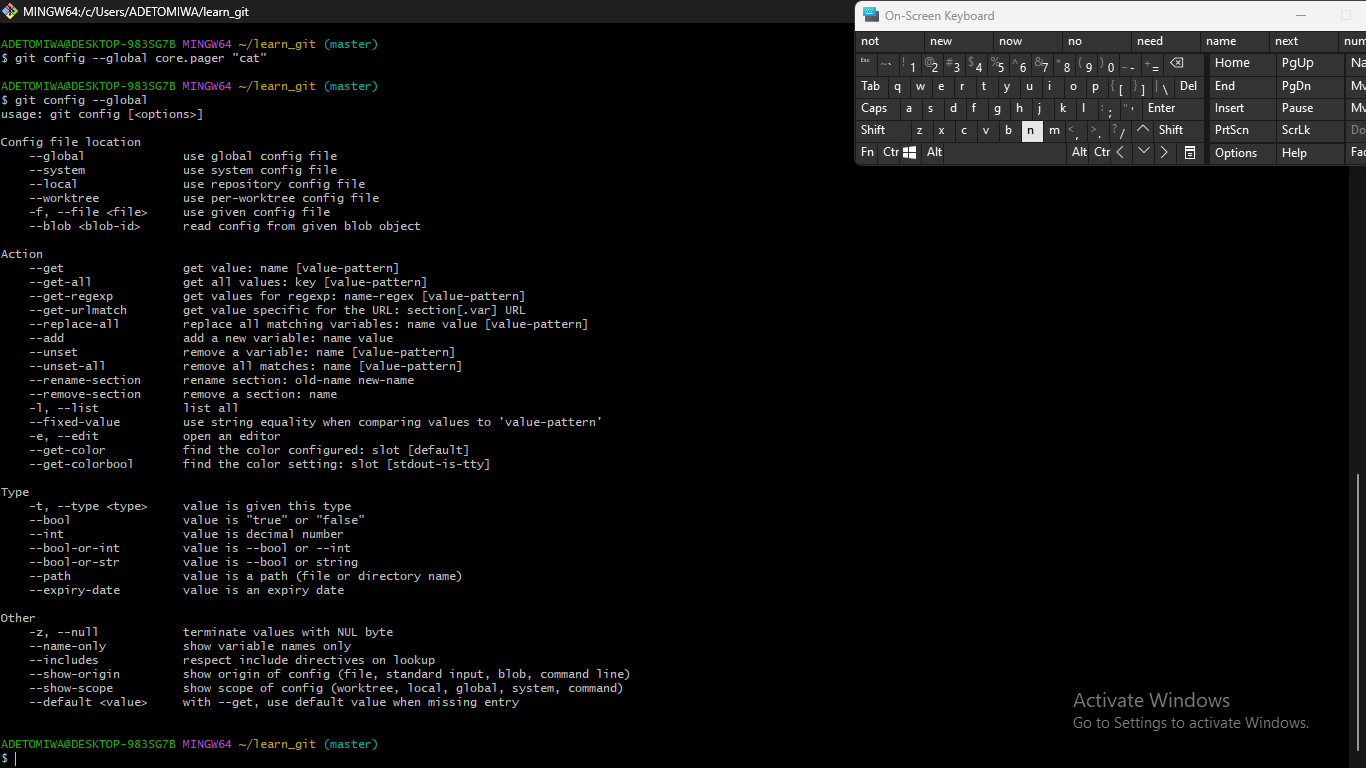 MINGW64:/c/Users/ADETOMIWA/learn_git
ADETOMIWA@DESKTOP-983SG7B MINGW64 ~/learn_git (master)
$ git config --global core.pager "cat"
ADETOMIWA@DESKTOP-983SG7B MINGW64 ~/learn_git (master)
$ git config --global
usage: git config [<options>]
Config file location
--global use global config file
--system use system config file
--local use repository config file
--worktree use per-worktree config file
-f, --file <file> use given config file
--blob <blob-id> read config from given blob object
Action
--get get value: name [value-pattern]
--get-all get all values: key [value-pattern]
--get-regexp get values for regexp: name-regex [value-pattern]
--get-urlmatch get value specific for the URL: section[.var] URL
--replace-all replace all matching variables: name value [value-pattern]
--add add a new variable: name value
--unset remove a variable: name [value-pattern]
--unset-all remove all matches: name [value-pattern]
--rename-section rename section: old-name new-name
--remove-section remove a section: name
-l, --list list all
--fixed-value use string equality when comparing values to 'value-pattern'
-e, --edit open an editor
--get-color find the color configured: slot [default]
--get-colorbool find the color setting: slot [stdout-is-tty]
Type
-t, --type <type> value is given this type
--bool value is "true" or "false"
--int value is decimal number
--bool-or-int value is --bool or --int
--bool-or-str value is --bool or string
--path value is a path (file or directory name)
--expiry-date value is an expiry date
Other
-z, --null terminate values with NUL byte
--name-only show variable names only
--includes respect include directives on lookup
--show-origin show origin of config (file, standard input, blob, command line)
--show-scope show scope of config (worktree, local, global, system, command)
--default <value> with --get, use default value when missing entry
ADETOMIWA@DESKTOP-983SG7B MINGW64 ~/learn_git (master)
$
On-Screen Keyboard
not new now no need name next num
Esc ~ ` ! 1 @ 2 # 3 $ 4 % 5 ^ 6 & 7 * 8 ( 9 ) 0 _ - + = Home PgUp Na
Tab q w e r t y u i o p { [ } ] | \ Del End PgDn Mv
Caps a s d f g h j k l : ; " ' Enter Insert Pause Mv
Shift z x c v b n m < , > . ? / Shift PrtScn ScrLk Do
Fn Ctr Alt Alt Ctr Options Help Fac
Activate Windows
Go to Settings to activate Windows.